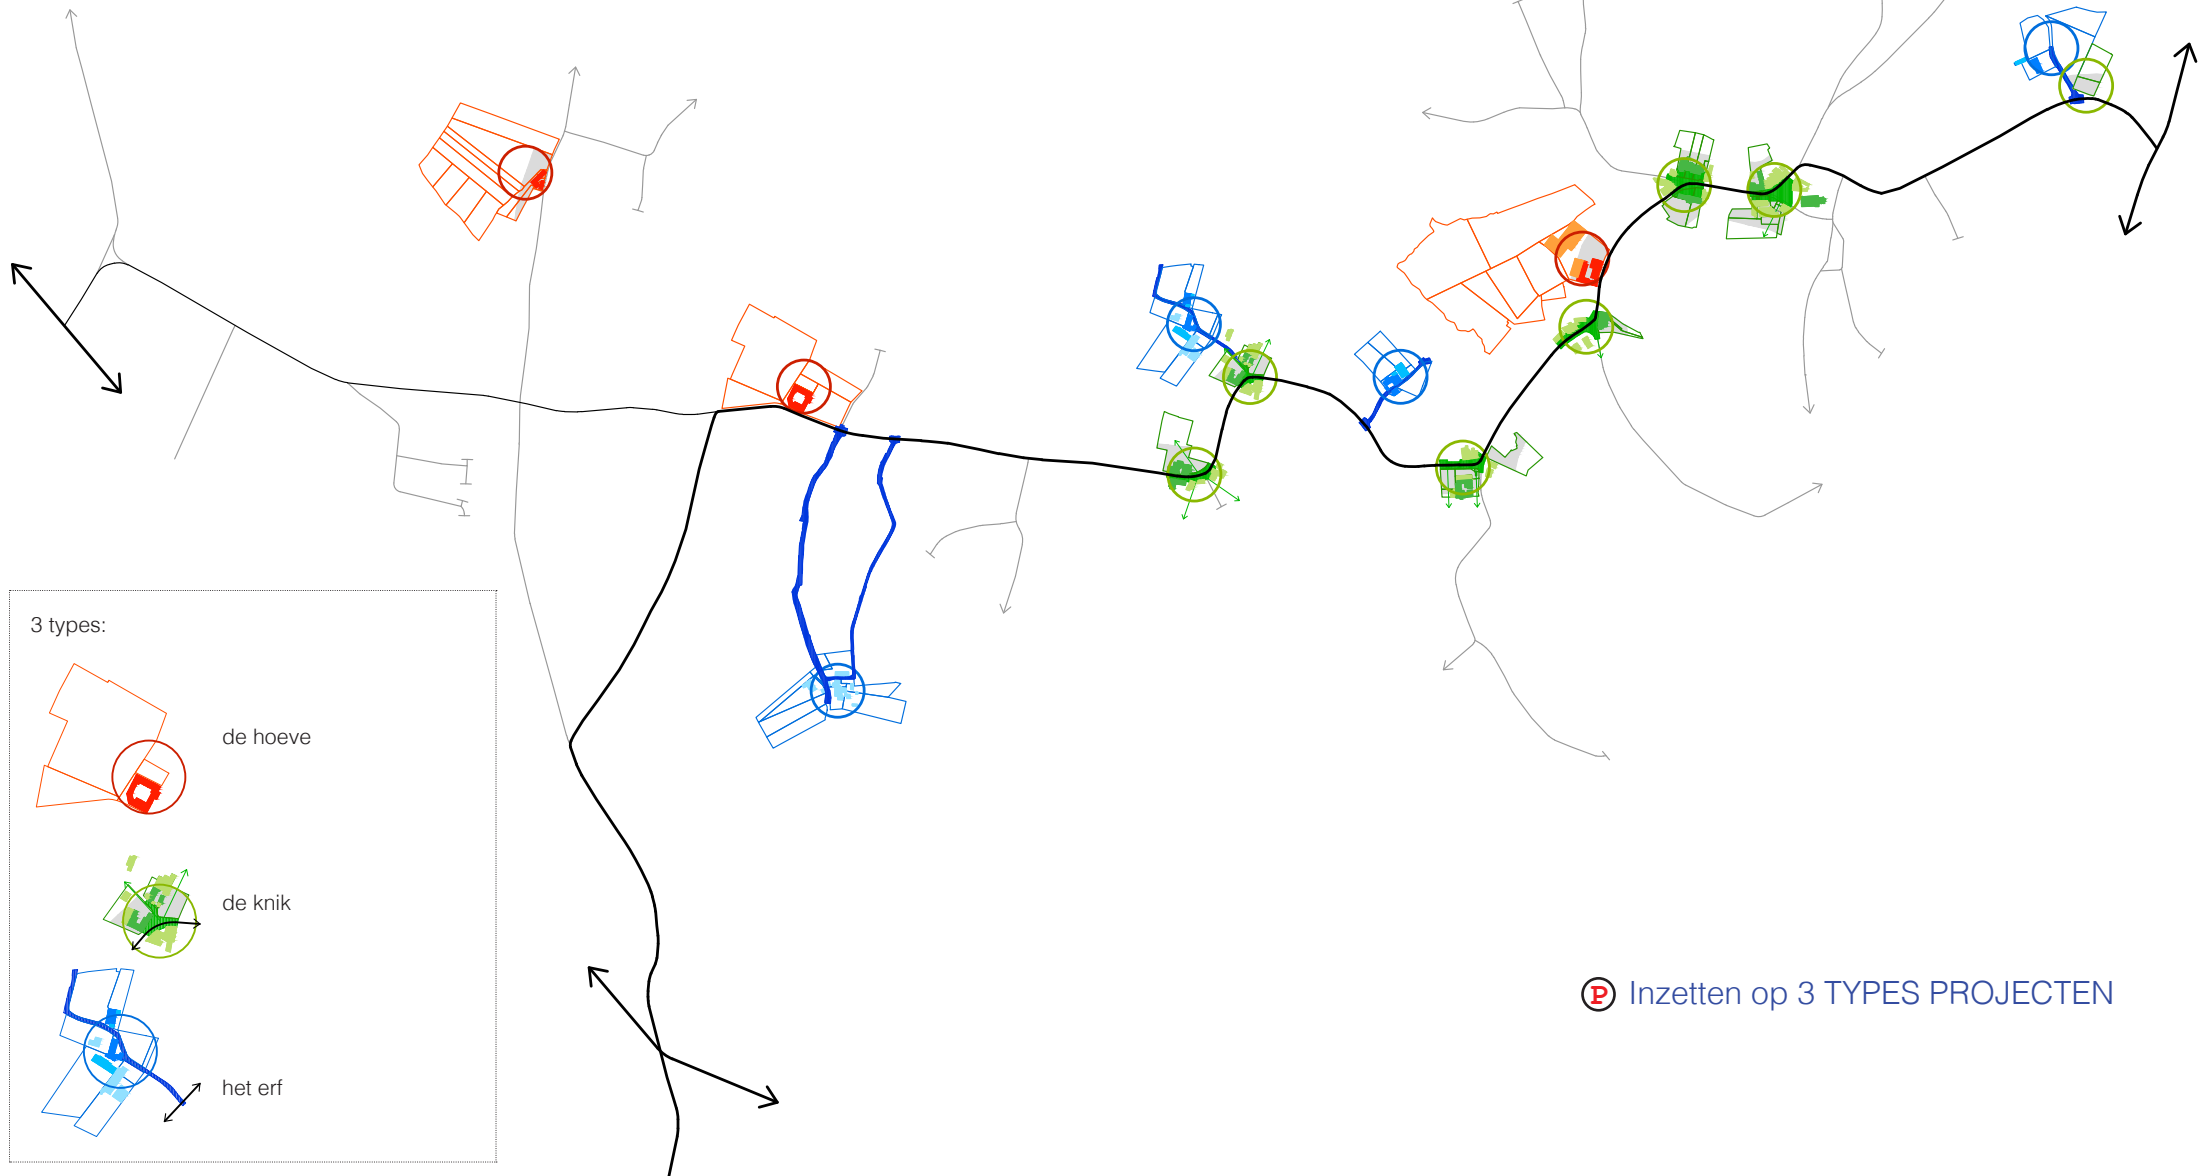 3 types:
de hoeve
de knik
het erf
P Inzetten op 3 TYPES PROJECTEN